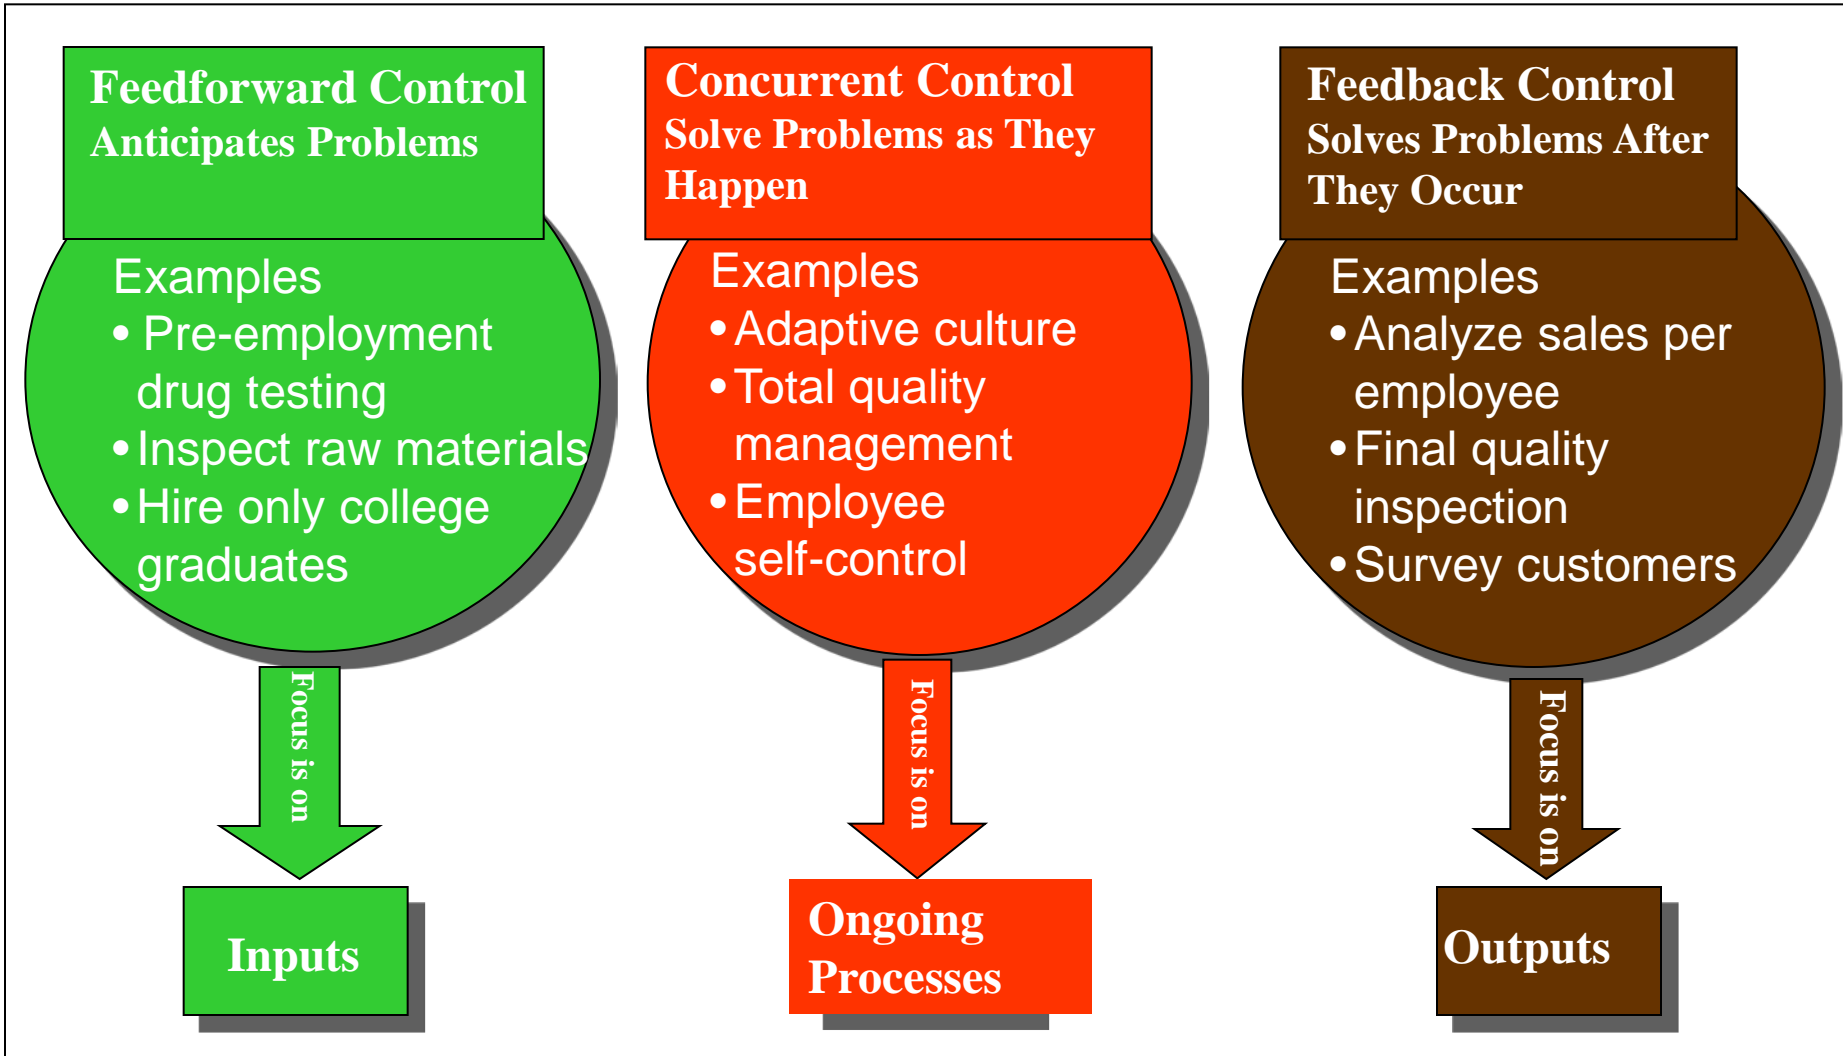 Feedforward Control
Anticipates Problems
Examples
• Pre-employment
drug testing
• Inspect raw materials
• Hire only college
graduates
Focus is on
Inputs
Concurrent Control
Solve Problems as They
Happen
Examples
• Adaptive culture
• Total quality
management
• Employee
self-control
Focus is on
Ongoing
Processes
Feedback Control
Solves Problems After
They Occur
Examples
• Analyze sales per
employee
• Final quality
inspection
• Survey customers
Focus is on
Outputs